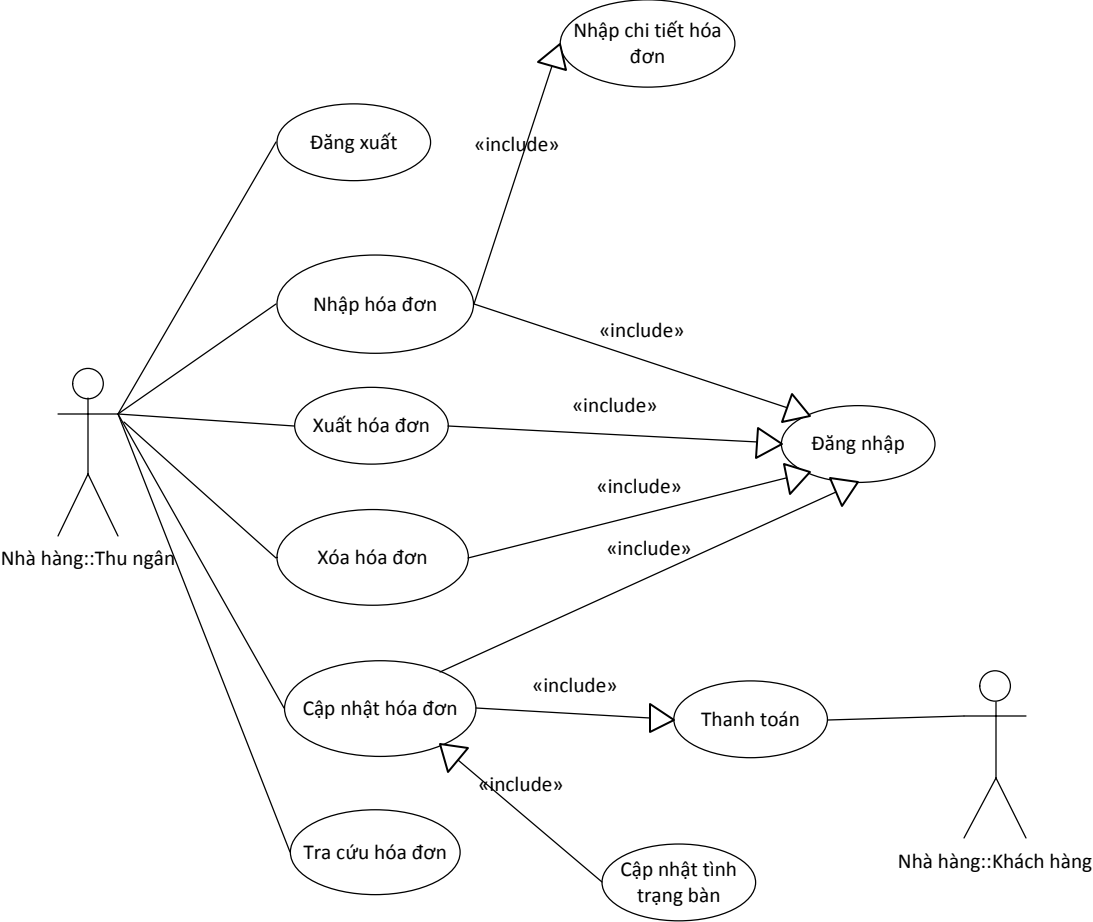 Nhập chi tiết hóa
đơn
Đăng xuất
«include»
Nhập hóa đơn
«include»
Xuất hóa đơn
«include»
Đăng nhập
«include»
Xóa hóa đơn
«include»
Nhà hàng::Thu ngân
Cập nhật hóa đơn
«include»
Thanh toán
«include»
Tra cứu hóa đơn
Cập nhật tình
trạng bàn
Nhà hàng::Khách hàng